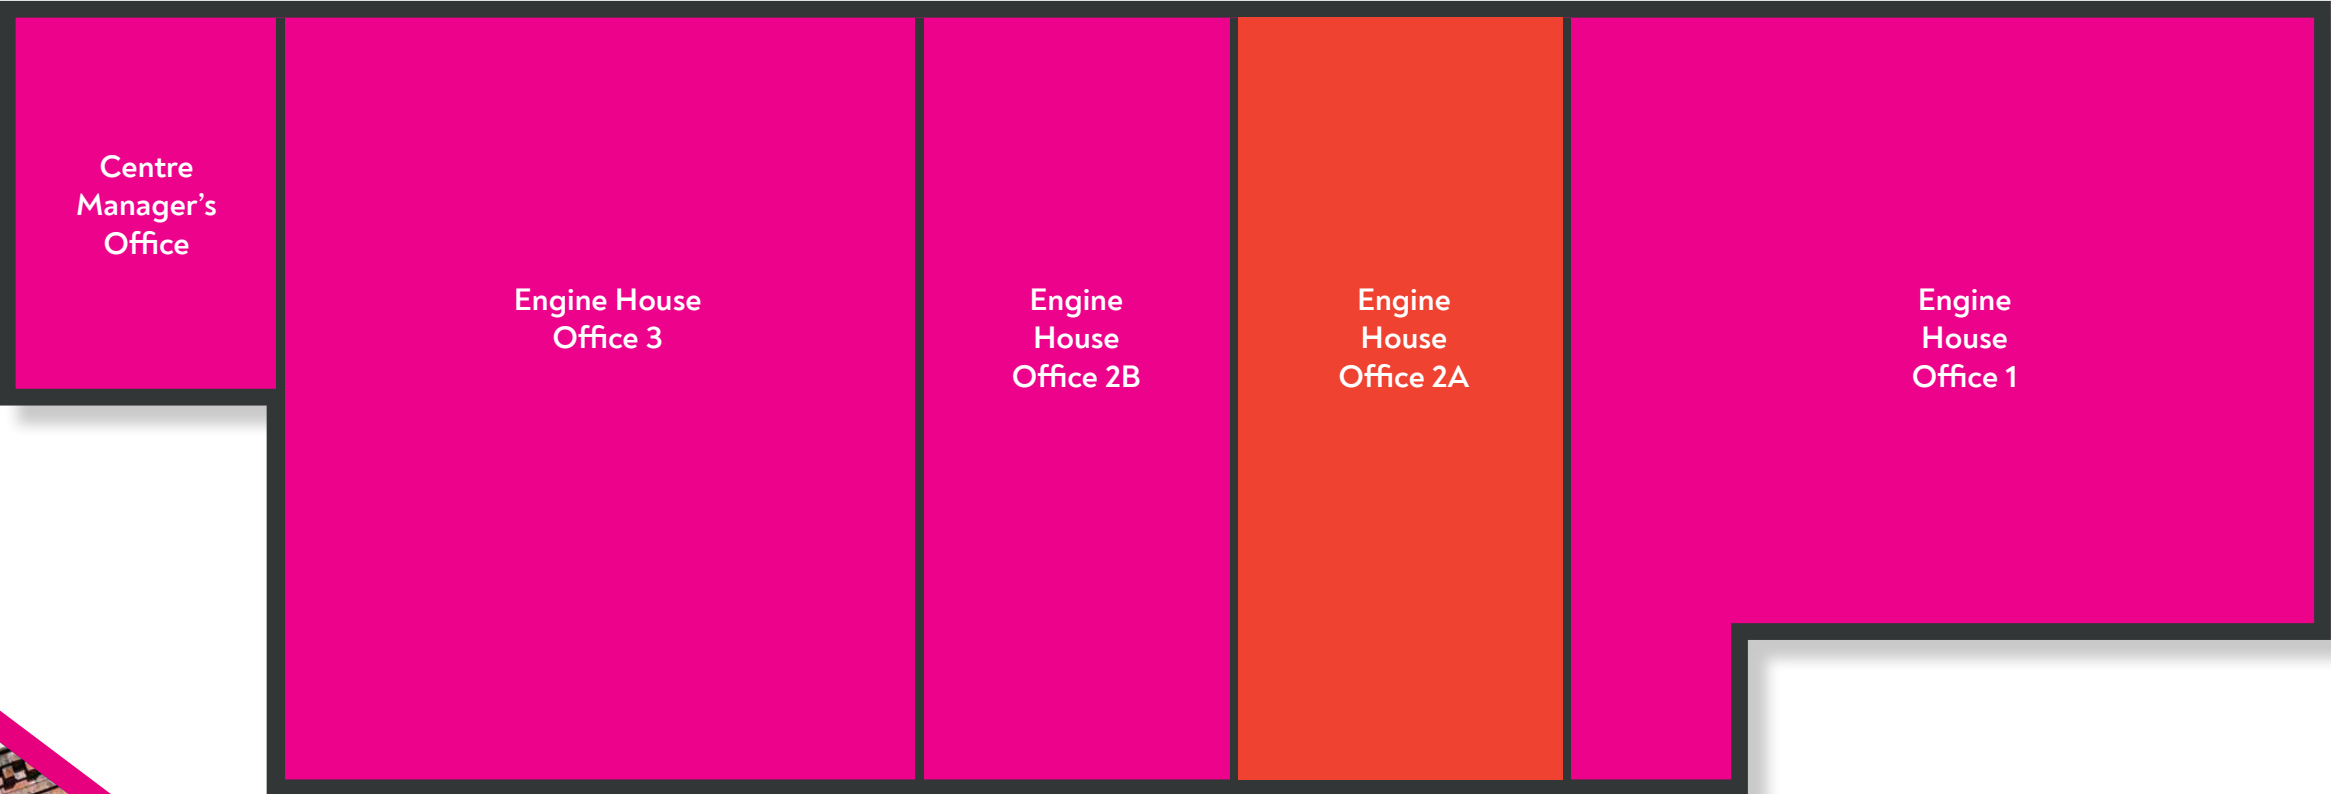 Centre
Manager’s
Office
Engine House
Office 3
Engine
House
Office 2B
Engine
House
Office 2A
Engine
House
Office 1